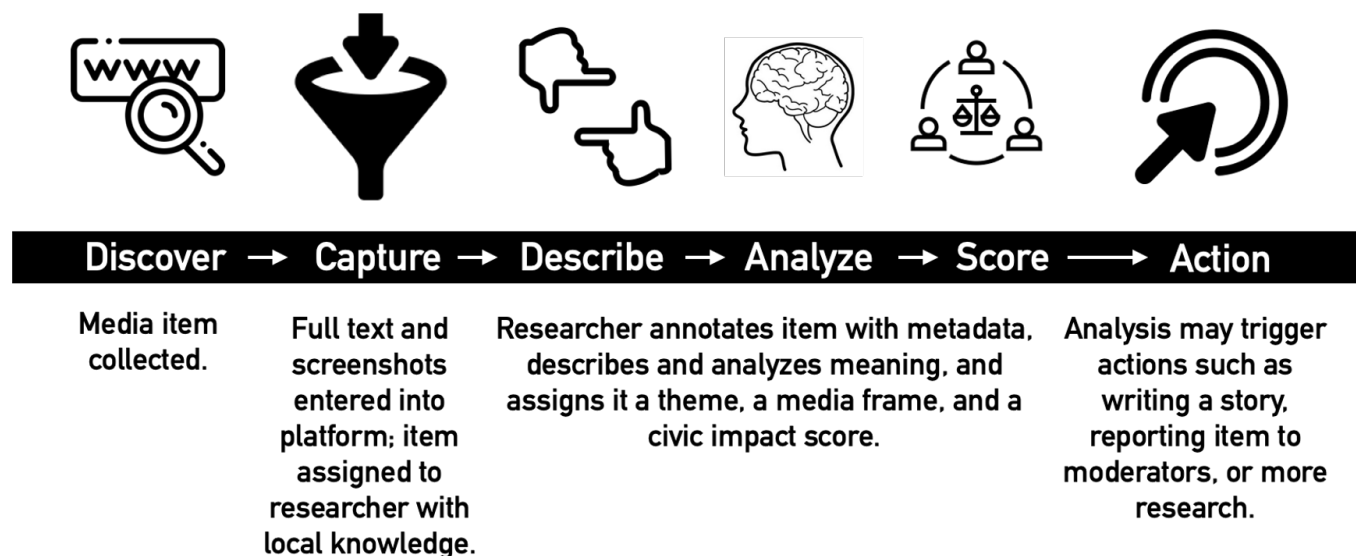 www
Discover → Capture → Describe → Analyze → Score → Action
Media item
collected.
Full text and
screenshots
entered into
platform; item
assigned to
researcher with
local knowledge.
Researcher annotates item with metadata,
describes and analyzes meaning, and
assigns it a theme, a media frame, and a
civic impact score.
Analysis may trigger
actions such as
writing a story,
reporting item to
moderators, or more
research.